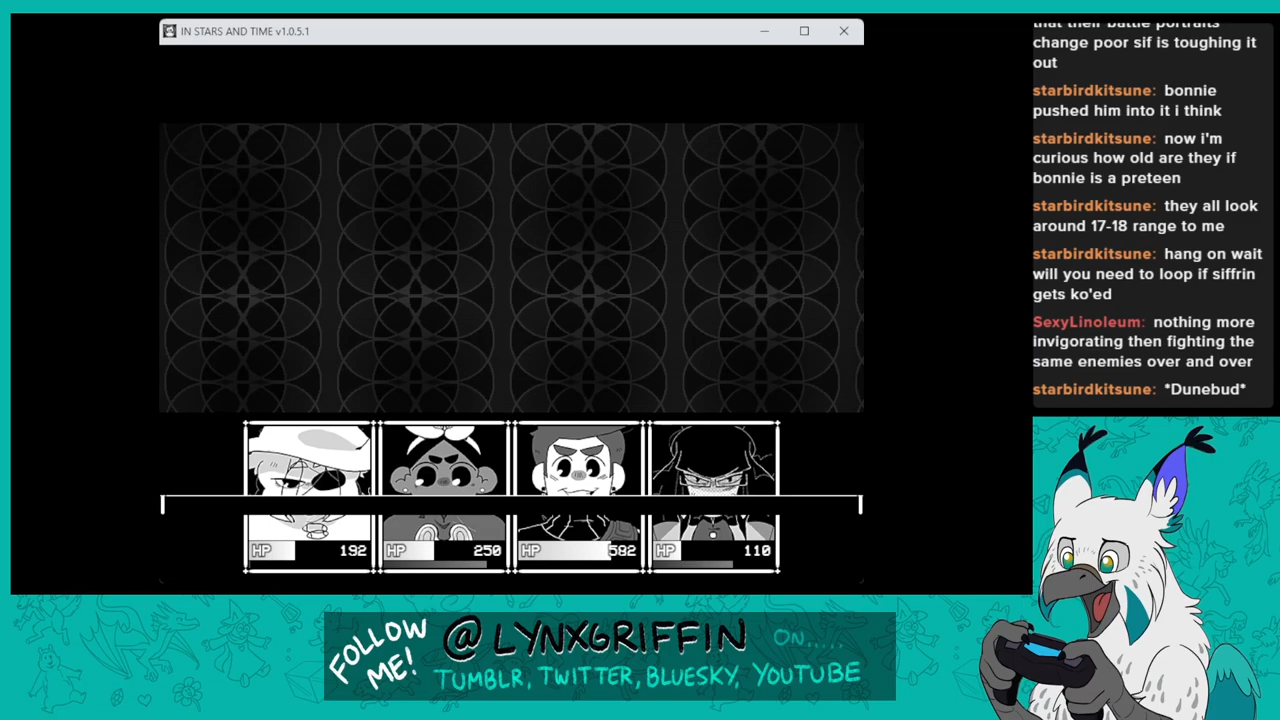 IN STARS AND TIME v1.0.5.1
that their battle portraits
change poor sif is toughing it
out
starbirdkitsune: bonnie
pushed him into it i think
starbirdkitsune: now i'm
curious how old are they if
bonnie is a preteen
starbirdkitsune: they all look
around 17-18 range to me
starbirdkitsune: hang on wait
will you need to loop if siffrin
gets ko'ed
SexyLinoleum: nothing more
invigorating then fighting the
same enemies over and over
starbirdkitsune: *Dunebud*
HP 192
HP 250
HP 582
HP 110
FOLLOW
ME!
@LYNXGRIFFIN ON.....
TUMBLR, TWITTER, BLUESKY, YOUTUBE